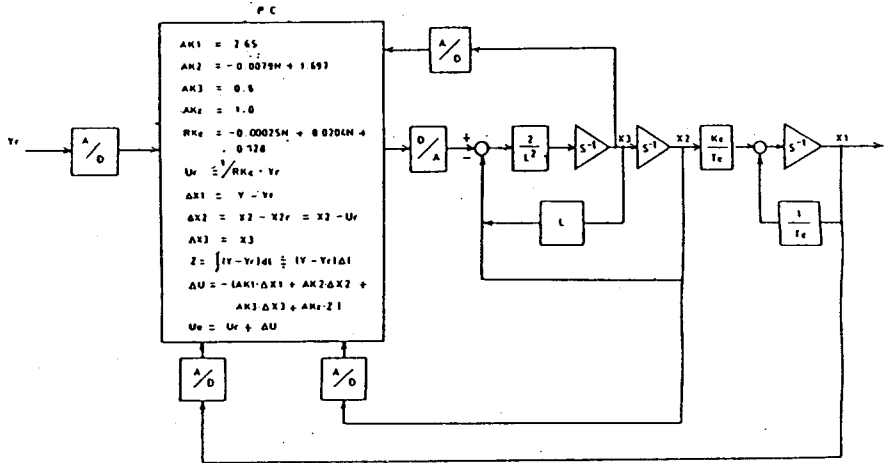 PC
AK1 = 2.65
AK2 = -0.0079N + 1.697
AK3 = 0.8
AKz = 1.0
RKe = -0.00025N + 0.0204N +
0.728
Ur = 1/RKe · Yr
ΔX1 = Y - Yr
ΔX2 = X2 - X2r = X2 - Ur
ΔX3 = X3
Z = ∫(Y-Yr)dt = (Y-Yr)Δt
ΔU = -(AK1·ΔX1 + AK2·ΔX2 +
AK3·ΔX3 + AKz·Z)
Ue = Ur + ΔU
Yr
A/D
A/D
D/A
+
-
2/L²
S⁻¹
X3
S⁻¹
X2
Ke/Te
S⁻¹
X1
L
1/Te
A/D
A/D